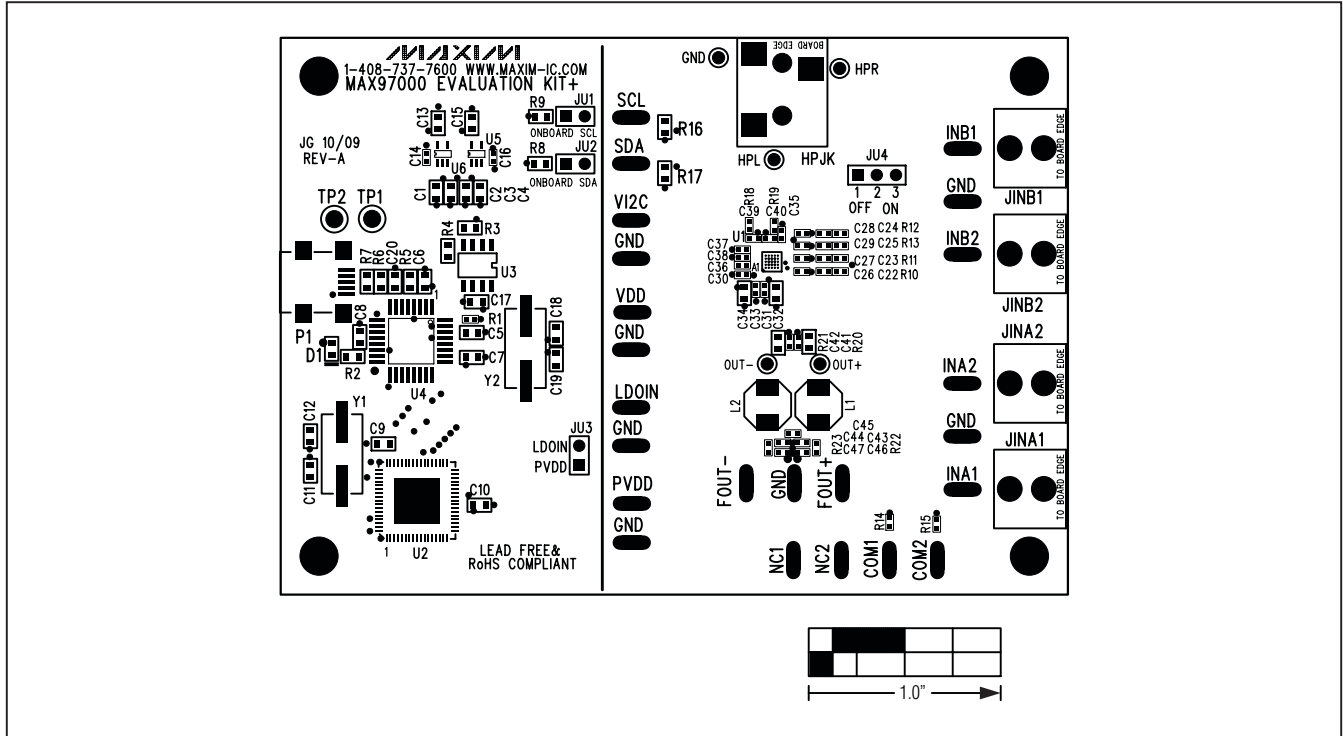 MAXIM
1-408-737-7600 WWW.MAXIM-IC.COM
MAX97000 EVALUATION KIT+
JG 10/09
REV-A
C13
C15
R9
JU1
ONBOARD SCL
U5
C14
C16
R8
JU2
ONBOARD SDA
U6
C1
C2
C3
C4
TP2
TP1
R4
R3
R7
R6
C20
R5
C6
1
U3
C17
C8
R1
C5
C18
P1
D1
R2
C7
C19
Y2
U4
Y1
C12
C9
C11
JU3
LDOIN
PVDD
C10
1
U2
LEAD FREE&
RoHS COMPLIANT
SCL
SDA
VI2C
GND
VDD
GND
LDOIN
GND
PVDD
GND
R16
R17
GND
BOARD EDGE
HPR
HPL
HPJK
JU4
1 2 3
OFF ON
R18
R19
C39
C40
C35
U1
C37
C38
C36
C30
A1
C28 C24 R12
C29 C25 R13
C27 C23 R11
C26 C22 R10
C34
C33
C31
C32
R21
C42
C41
R20
OUT-
OUT+
L2
L1
C45
R23
C44 C43
C47 C46
R22
FOUT-
GND
FOUT+
R14
R15
NC1
NC2
COM1
COM2
INB1
TO BOARD EDGE
GND
JINB1
INB2
TO BOARD EDGE
JINB2
JINA2
INA2
TO BOARD EDGE
GND
JINA1
INA1
TO BOARD EDGE
1.0"